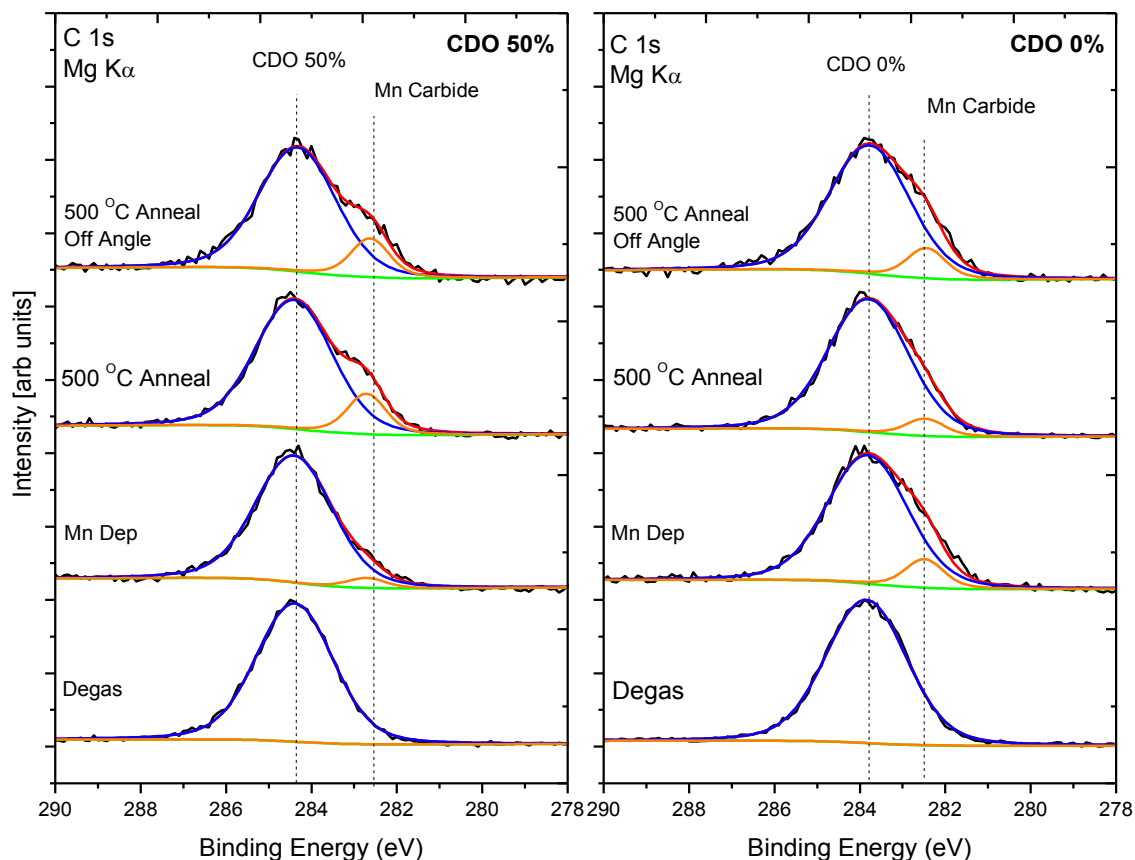 C 1s
Mg Kα
CDO 50%
CDO 50%
Mn Carbide
500 °C Anneal
Off Angle
500 °C Anneal
Mn Dep
Degas
Intensity [arb units]
290 288 286 284 282 280 278
Binding Energy (eV)
C 1s
Mg Kα
CDO 0%
CDO 0%
Mn Carbide
500 °C Anneal
Off Angle
500 °C Anneal
Mn Dep
Degas
290 288 286 284 282 280 278
Binding Energy (eV)